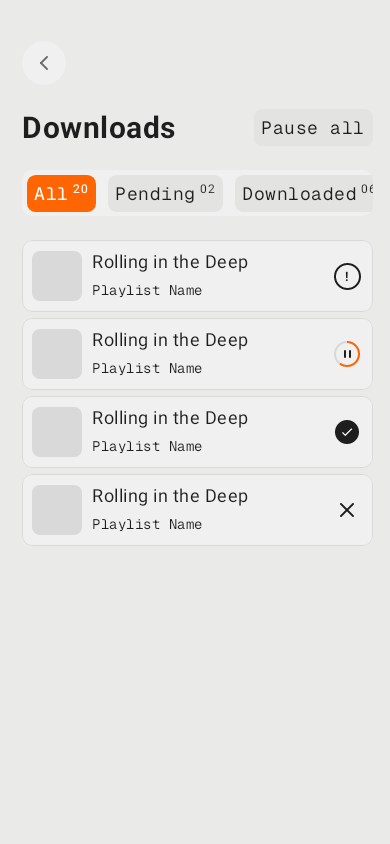 Downloads
Pause all
All 20
Pending 02
Downloaded 06
Rolling in the Deep
Playlist Name
Rolling in the Deep
Playlist Name
Rolling in the Deep
Playlist Name
Rolling in the Deep
Playlist Name